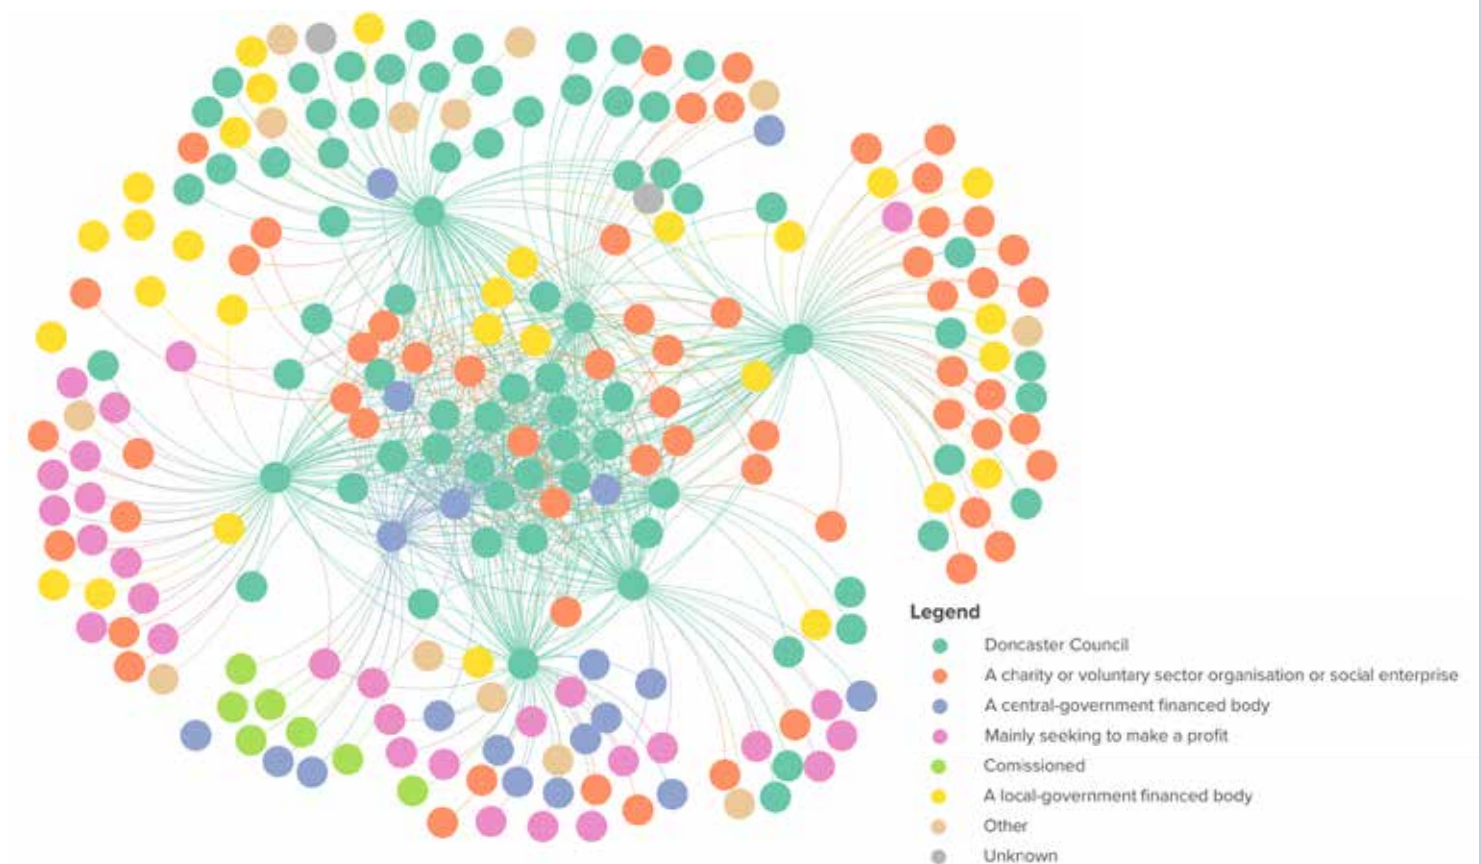 Legend
Doncaster Council
A charity or voluntary sector organisation or social enterprise
A central-government financed body
Mainly seeking to make a profit
Comissioned
A local-government financed body
Other
Unknown